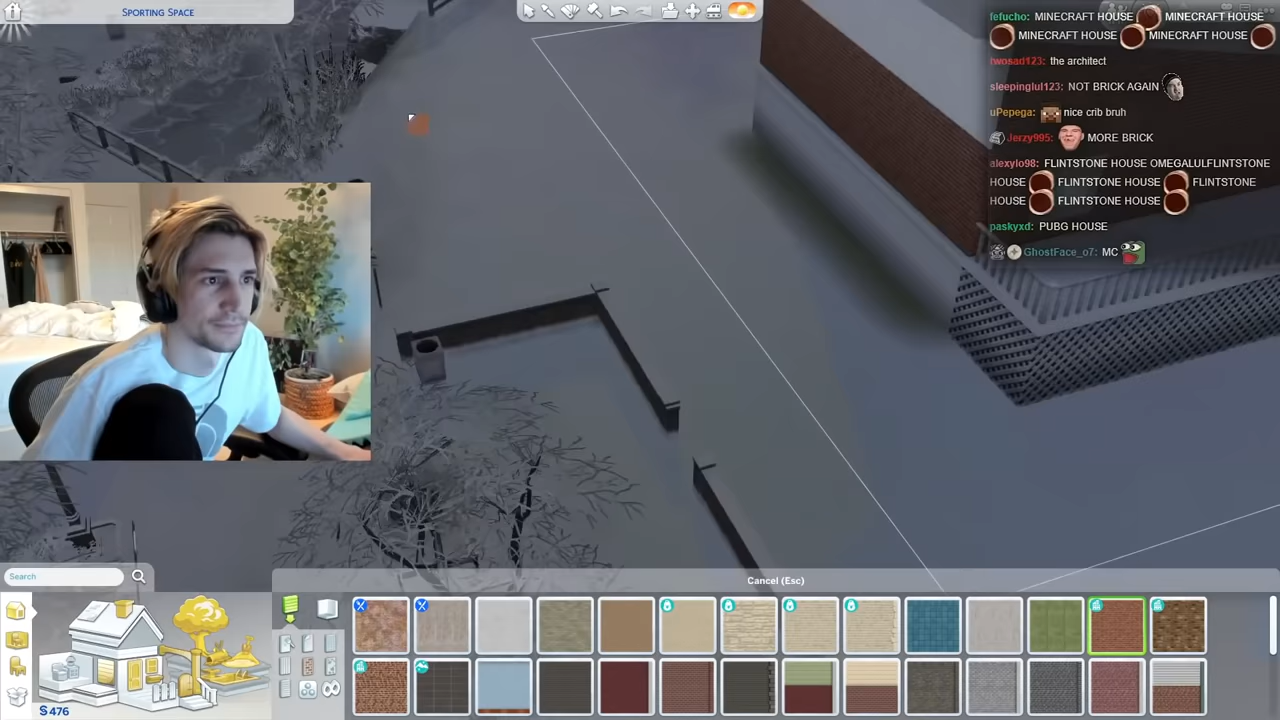 SPORTING SPACE
fefucho: MINECRAFT HOUSE MINECRAFT HOUSE
MINECRAFT HOUSE MINECRAFT HOUSE
iwosad123: the architect
sleepinglul123: NOT BRICK AGAIN
uPepega: nice crib bruh
Jerzy995: MORE BRICK
alexylo98: FLINTSTONE HOUSE OMEGALULFLINTSTONE
HOUSE FLINTSTONE HOUSE FLINTSTONE
HOUSE FLINTSTONE HOUSE
paskyxd: PUBG HOUSE
GhostFace_o7: MC
Search
Cancel (Esc)
$476